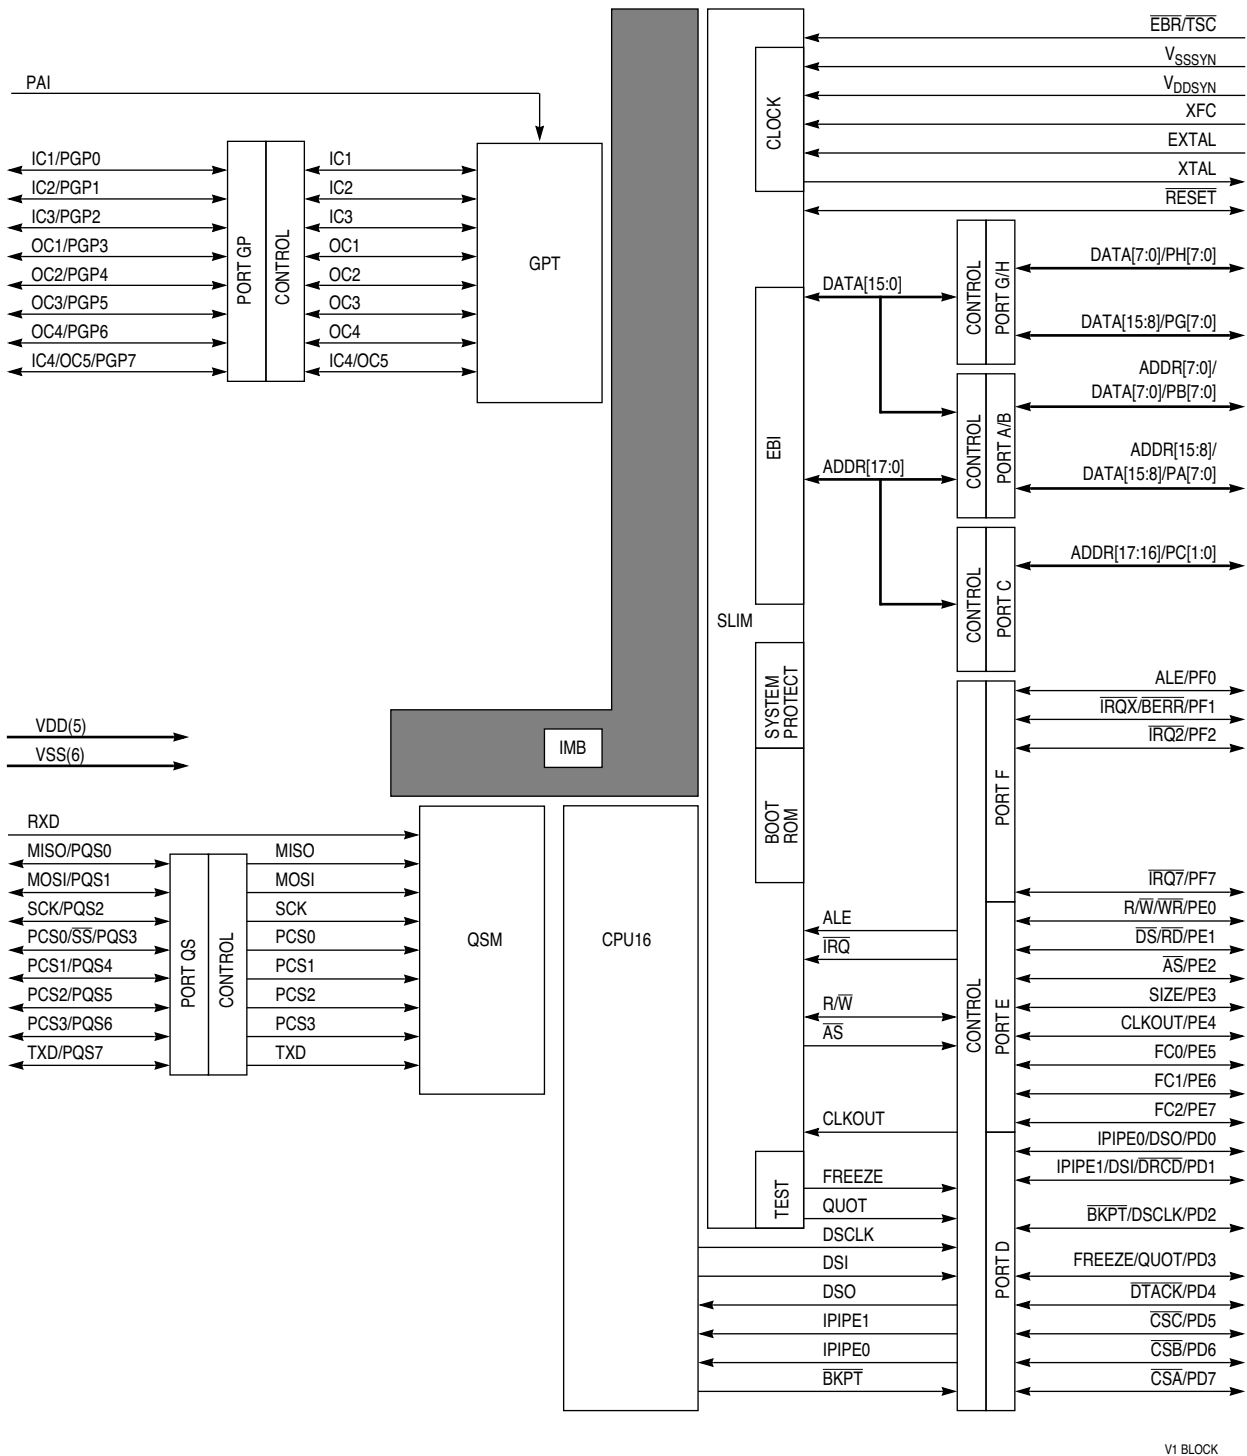 EBR/TSC
VSSSYN
VDDSYN
XFC
EXTAL
XTAL
RESET
CLOCK
PAI
IC1/PGP0
IC2/PGP1
IC3/PGP2
OC1/PGP3
OC2/PGP4
OC3/PGP5
OC4/PGP6
IC4/OC5/PGP7
PORT GP
CONTROL
IC1
IC2
IC3
OC1
OC2
OC3
OC4
IC4/OC5
GPT
DATA[15:0]
EBI
ADDR[17:0]
CONTROL
PORT G/H
DATA[7:0]/PH[7:0]
DATA[15:8]/PG[7:0]
CONTROL
PORT A/B
ADDR[7:0]/
DATA[7:0]/PB[7:0]
ADDR[15:8]/
DATA[15:8]/PA[7:0]
CONTROL
PORT C
ADDR[17:16]/PC[1:0]
SLIM
SYSTEM
PROTECT
BOOT
ROM
VDD(5)
VSS(6)
IMB
RXD
MISO/PQS0
MOSI/PQS1
SCK/PQS2
PCS0/SS/PQS3
PCS1/PQS4
PCS2/PQS5
PCS3/PQS6
TXD/PQS7
PORT QS
CONTROL
MISO
MOSI
SCK
PCS0
PCS1
PCS2
PCS3
TXD
QSM
CPU16
ALE
IRQ
R/W
AS
CLKOUT
TEST
FREEZE
QUOT
DSCLK
DSI
DSO
IPIPE1
IPIPE0
BKPT
CONTROL
PORT F
PORT E
PORT D
ALE/PF0
IRQX/BERR/PF1
IRQ2/PF2
IRQ7/PF7
R/W/WR/PE0
DS/RD/PE1
AS/PE2
SIZE/PE3
CLKOUT/PE4
FC0/PE5
FC1/PE6
FC2/PE7
IPIPE0/DSO/PD0
IPIPE1/DSI/DRCD/PD1
BKPT/DSCLK/PD2
FREEZE/QUOT/PD3
DTACK/PD4
CSC/PD5
CSB/PD6
CSA/PD7
V1 BLOCK